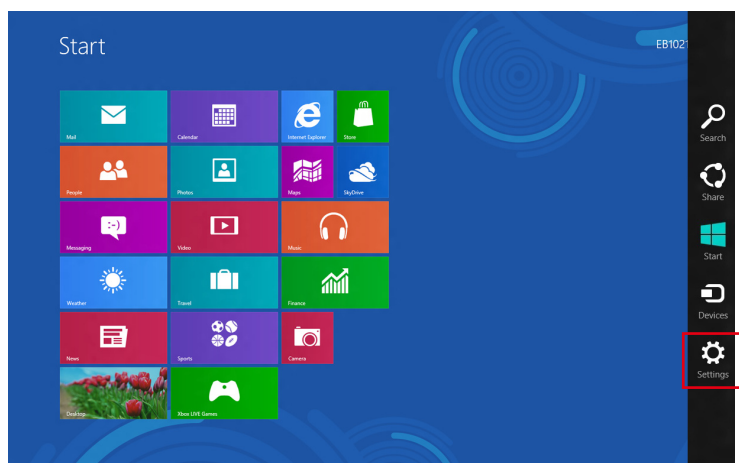 Start
EB1021
Mail
Calendar
Internet Explorer
Store
People
Photos
Maps
SkyDrive
Messaging
:-)
Video
Music
Weather
Travel
Finance
News
Sports
Camera
Desktop
Xbox LIVE Games
Search
Share
Start
Devices
Settings